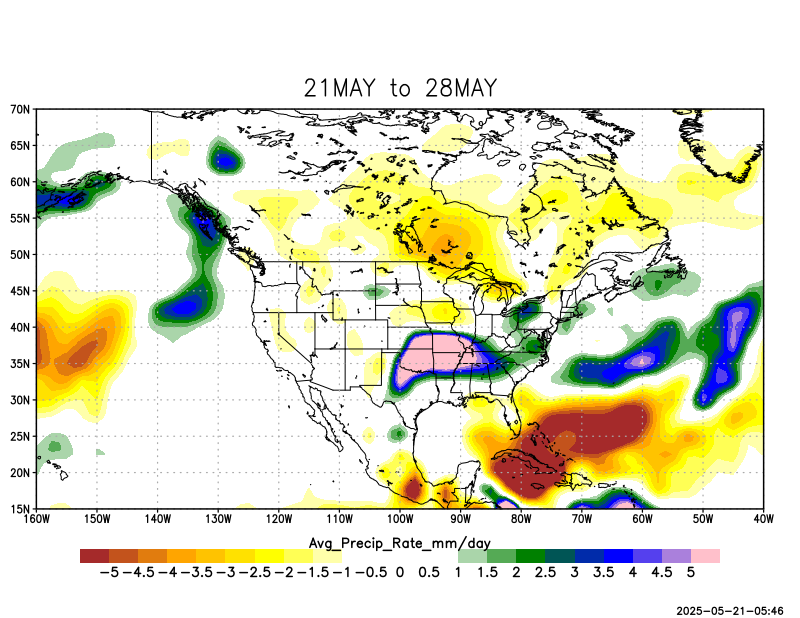 21MAY to 28MAY
70N
65N
60N
55N
50N
45N
40N
35N
30N
25N
20N
15N
160W 150W 140W 130W 120W 110W 100W 90W 80W 70W 60W 50W 40W
Avg_Precip_Rate_mm/day
-5 -4.5 -4 -3.5 -3 -2.5 -2 -1.5 -1 -0.5 0 0.5 1 1.5 2 2.5 3 3.5 4 4.5 5
2025-05-21-05:46